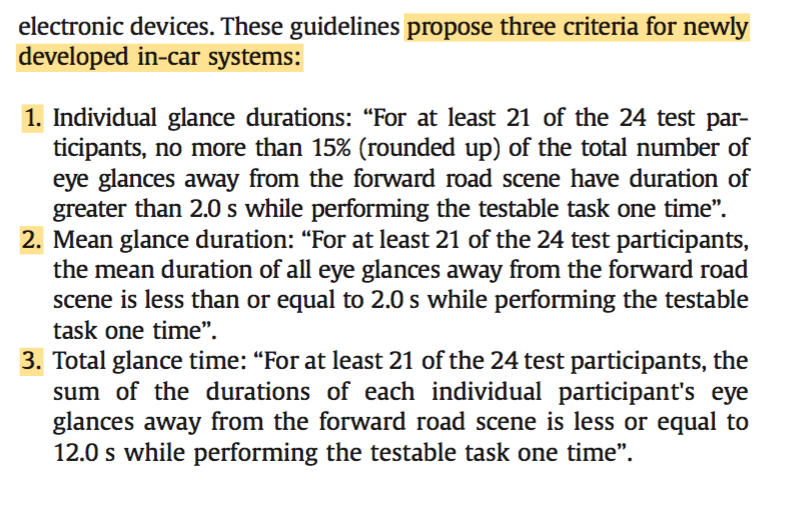 electronic devices. These guidelines propose three criteria for newly
developed in-car systems:
1. Individual glance durations: “For at least 21 of the 24 test par-
ticipants, no more than 15% (rounded up) of the total number of
eye glances away from the forward road scene have duration of
greater than 2.0 s while performing the testable task one time”.
2. Mean glance duration: “For at least 21 of the 24 test participants,
the mean duration of all eye glances away from the forward road
scene is less than or equal to 2.0 s while performing the testable
task one time”.
3. Total glance time: “For at least 21 of the 24 test participants, the
sum of the durations of each individual participant's eye
glances away from the forward road scene is less or equal to
12.0 s while performing the testable task one time”.